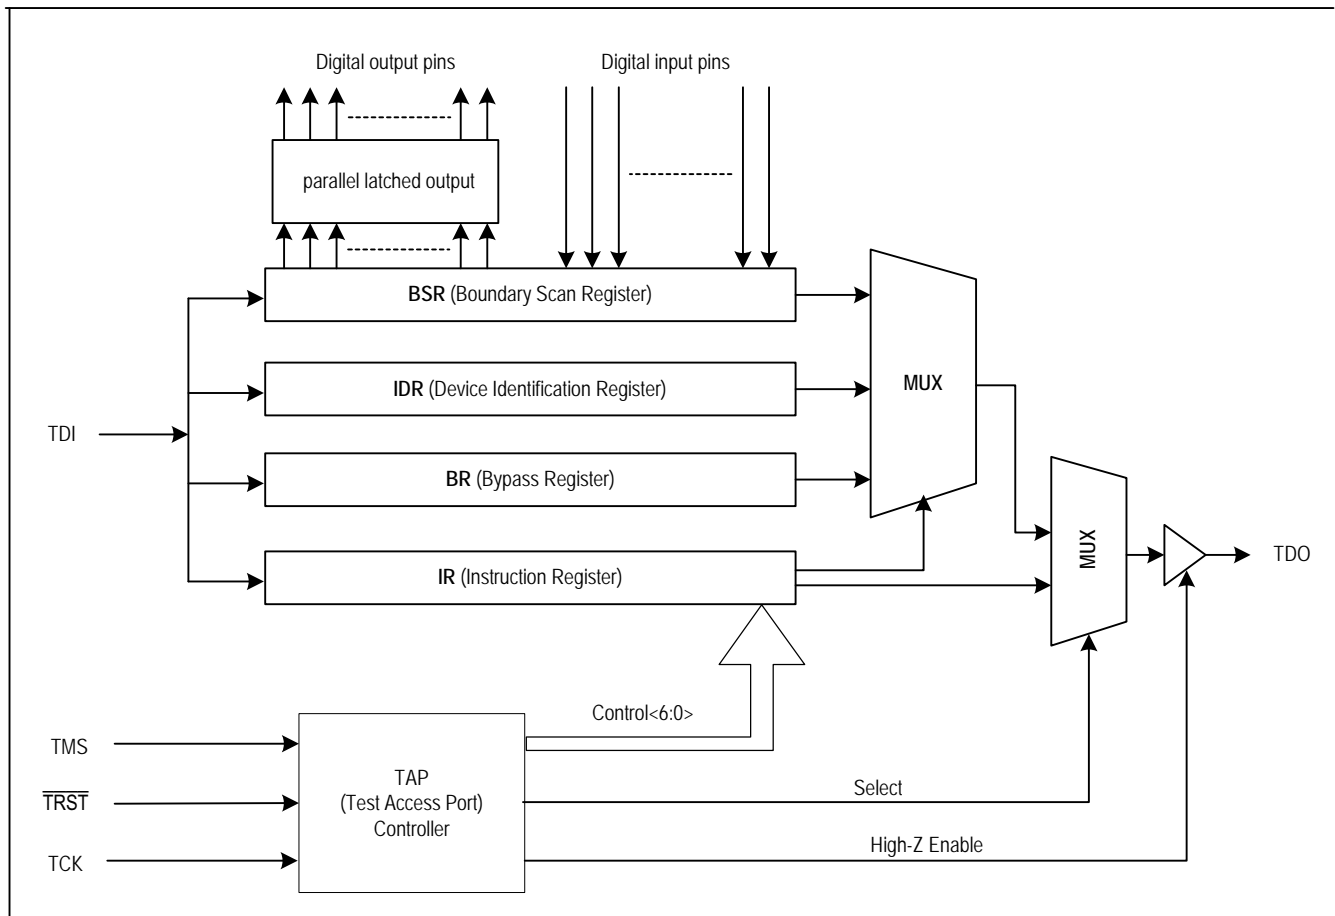 Digital output pins
Digital input pins
parallel latched output
BSR (Boundary Scan Register)
IDR (Device Identification Register)
MUX
TDI
BR (Bypass Register)
MUX
TDO
IR (Instruction Register)
Control<6:0>
TMS
TAP
(Test Access Port)
Controller
Select
T̅R̅S̅T̅
High-Z Enable
TCK